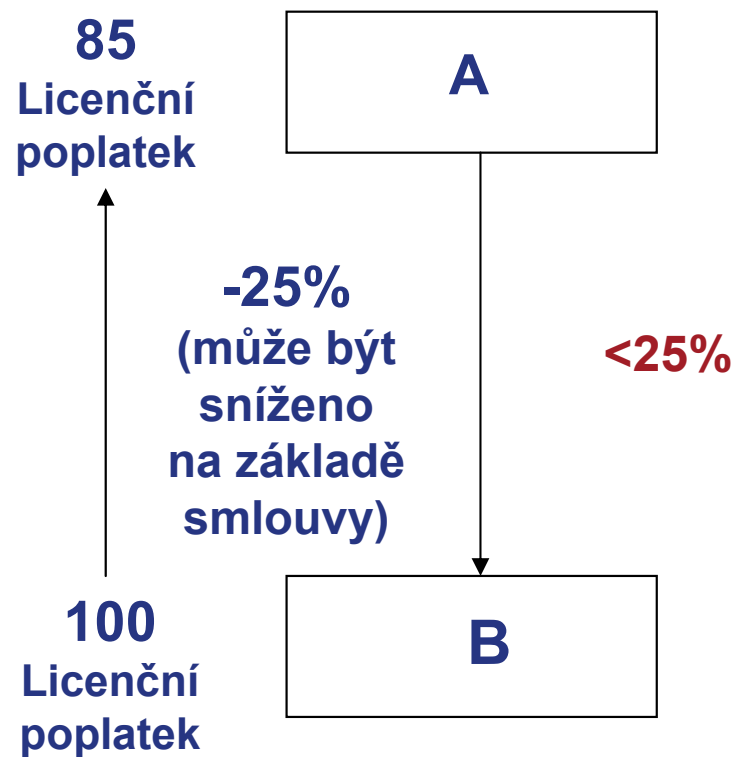 85
Licenční
poplatek
A
-25%
(může být
sníženo
na základě
smlouvy)
<25%
100
Licenční
poplatek
B